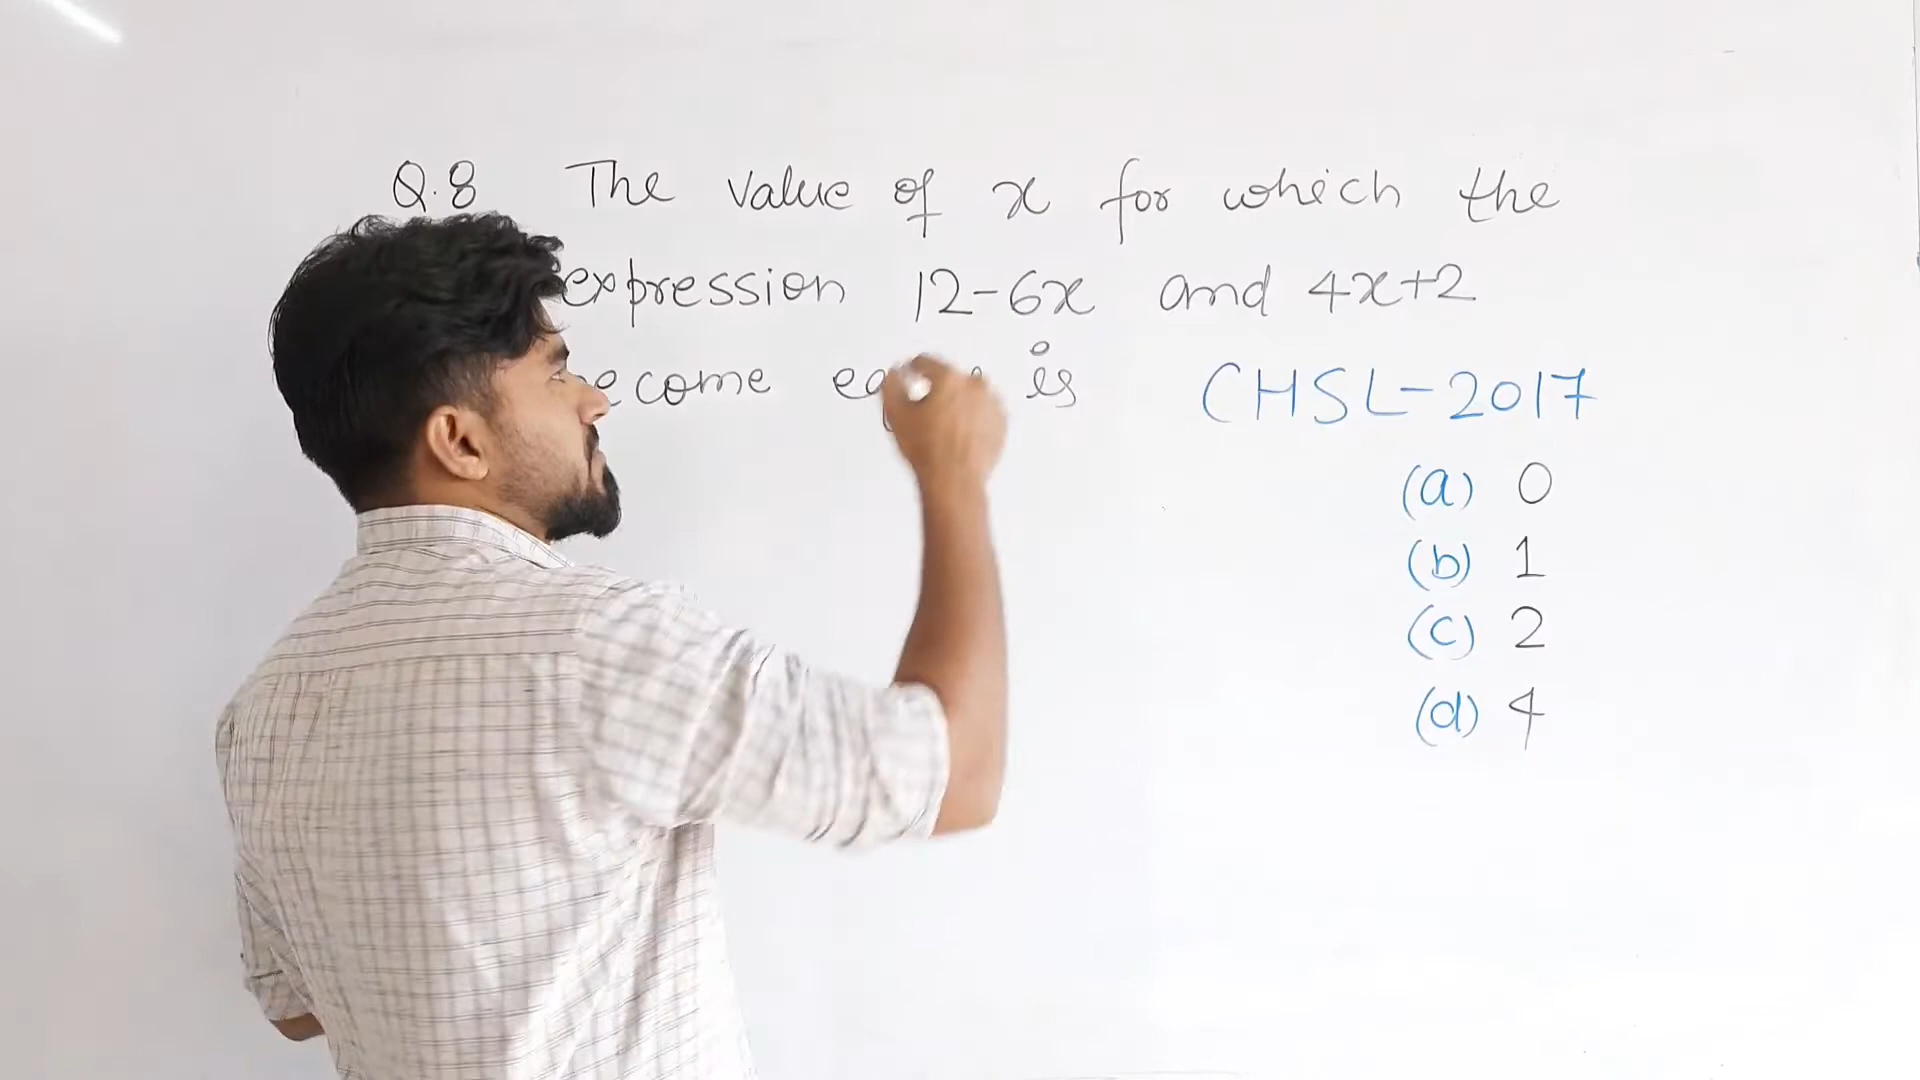 Q.8 The value of x for which the
expression 12-6x and 4x+2
is CHSL-2017
(a) 0
(b) 1
(c) 2
(d) 4